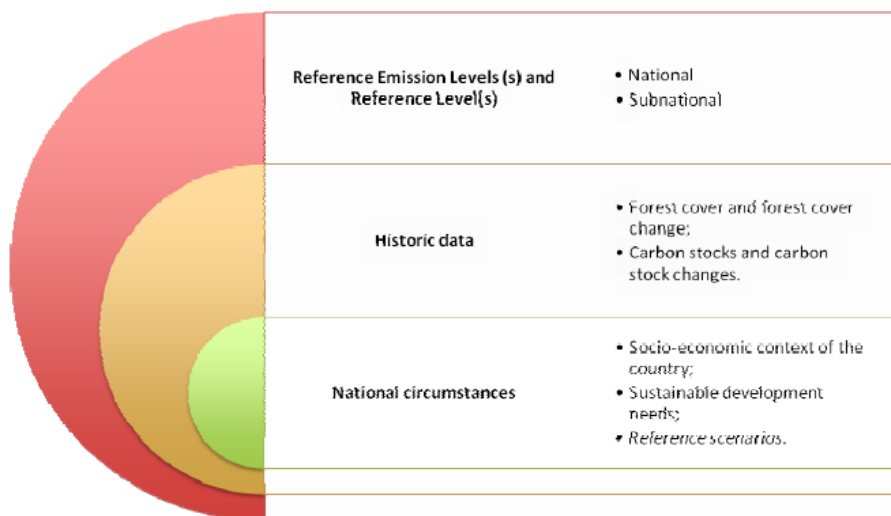 Reference Emission Levels (s) and
Reference Level(s)
• National
• Subnational
Historic data
• Forest cover and forest cover
change;
• Carbon stocks and carbon
stock changes.
National circumstances
• Socio-economic context of the
country;
• Sustainable development
needs;
• Reference scenarios.